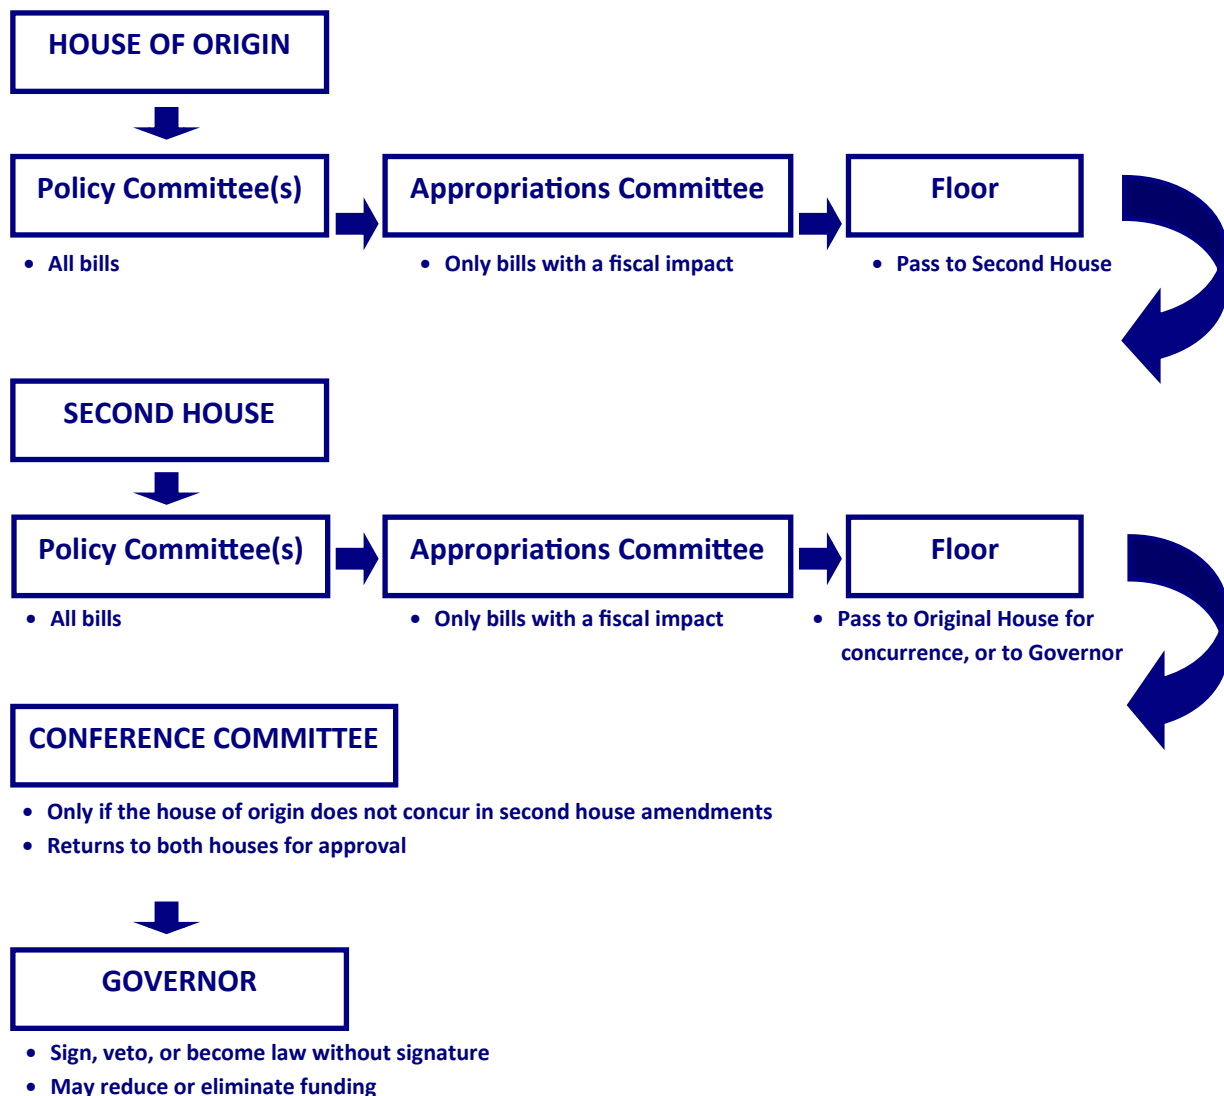 HOUSE OF ORIGIN
Policy Committee(s)
Appropriations Committee
Floor
• All bills
• Only bills with a fiscal impact
• Pass to Second House
SECOND HOUSE
Policy Committee(s)
Appropriations Committee
Floor
• All bills
• Only bills with a fiscal impact
• Pass to Original House for
concurrence, or to Governor
CONFERENCE COMMITTEE
• Only if the house of origin does not concur in second house amendments
• Returns to both houses for approval
GOVERNOR
• Sign, veto, or become law without signature
• May reduce or eliminate funding